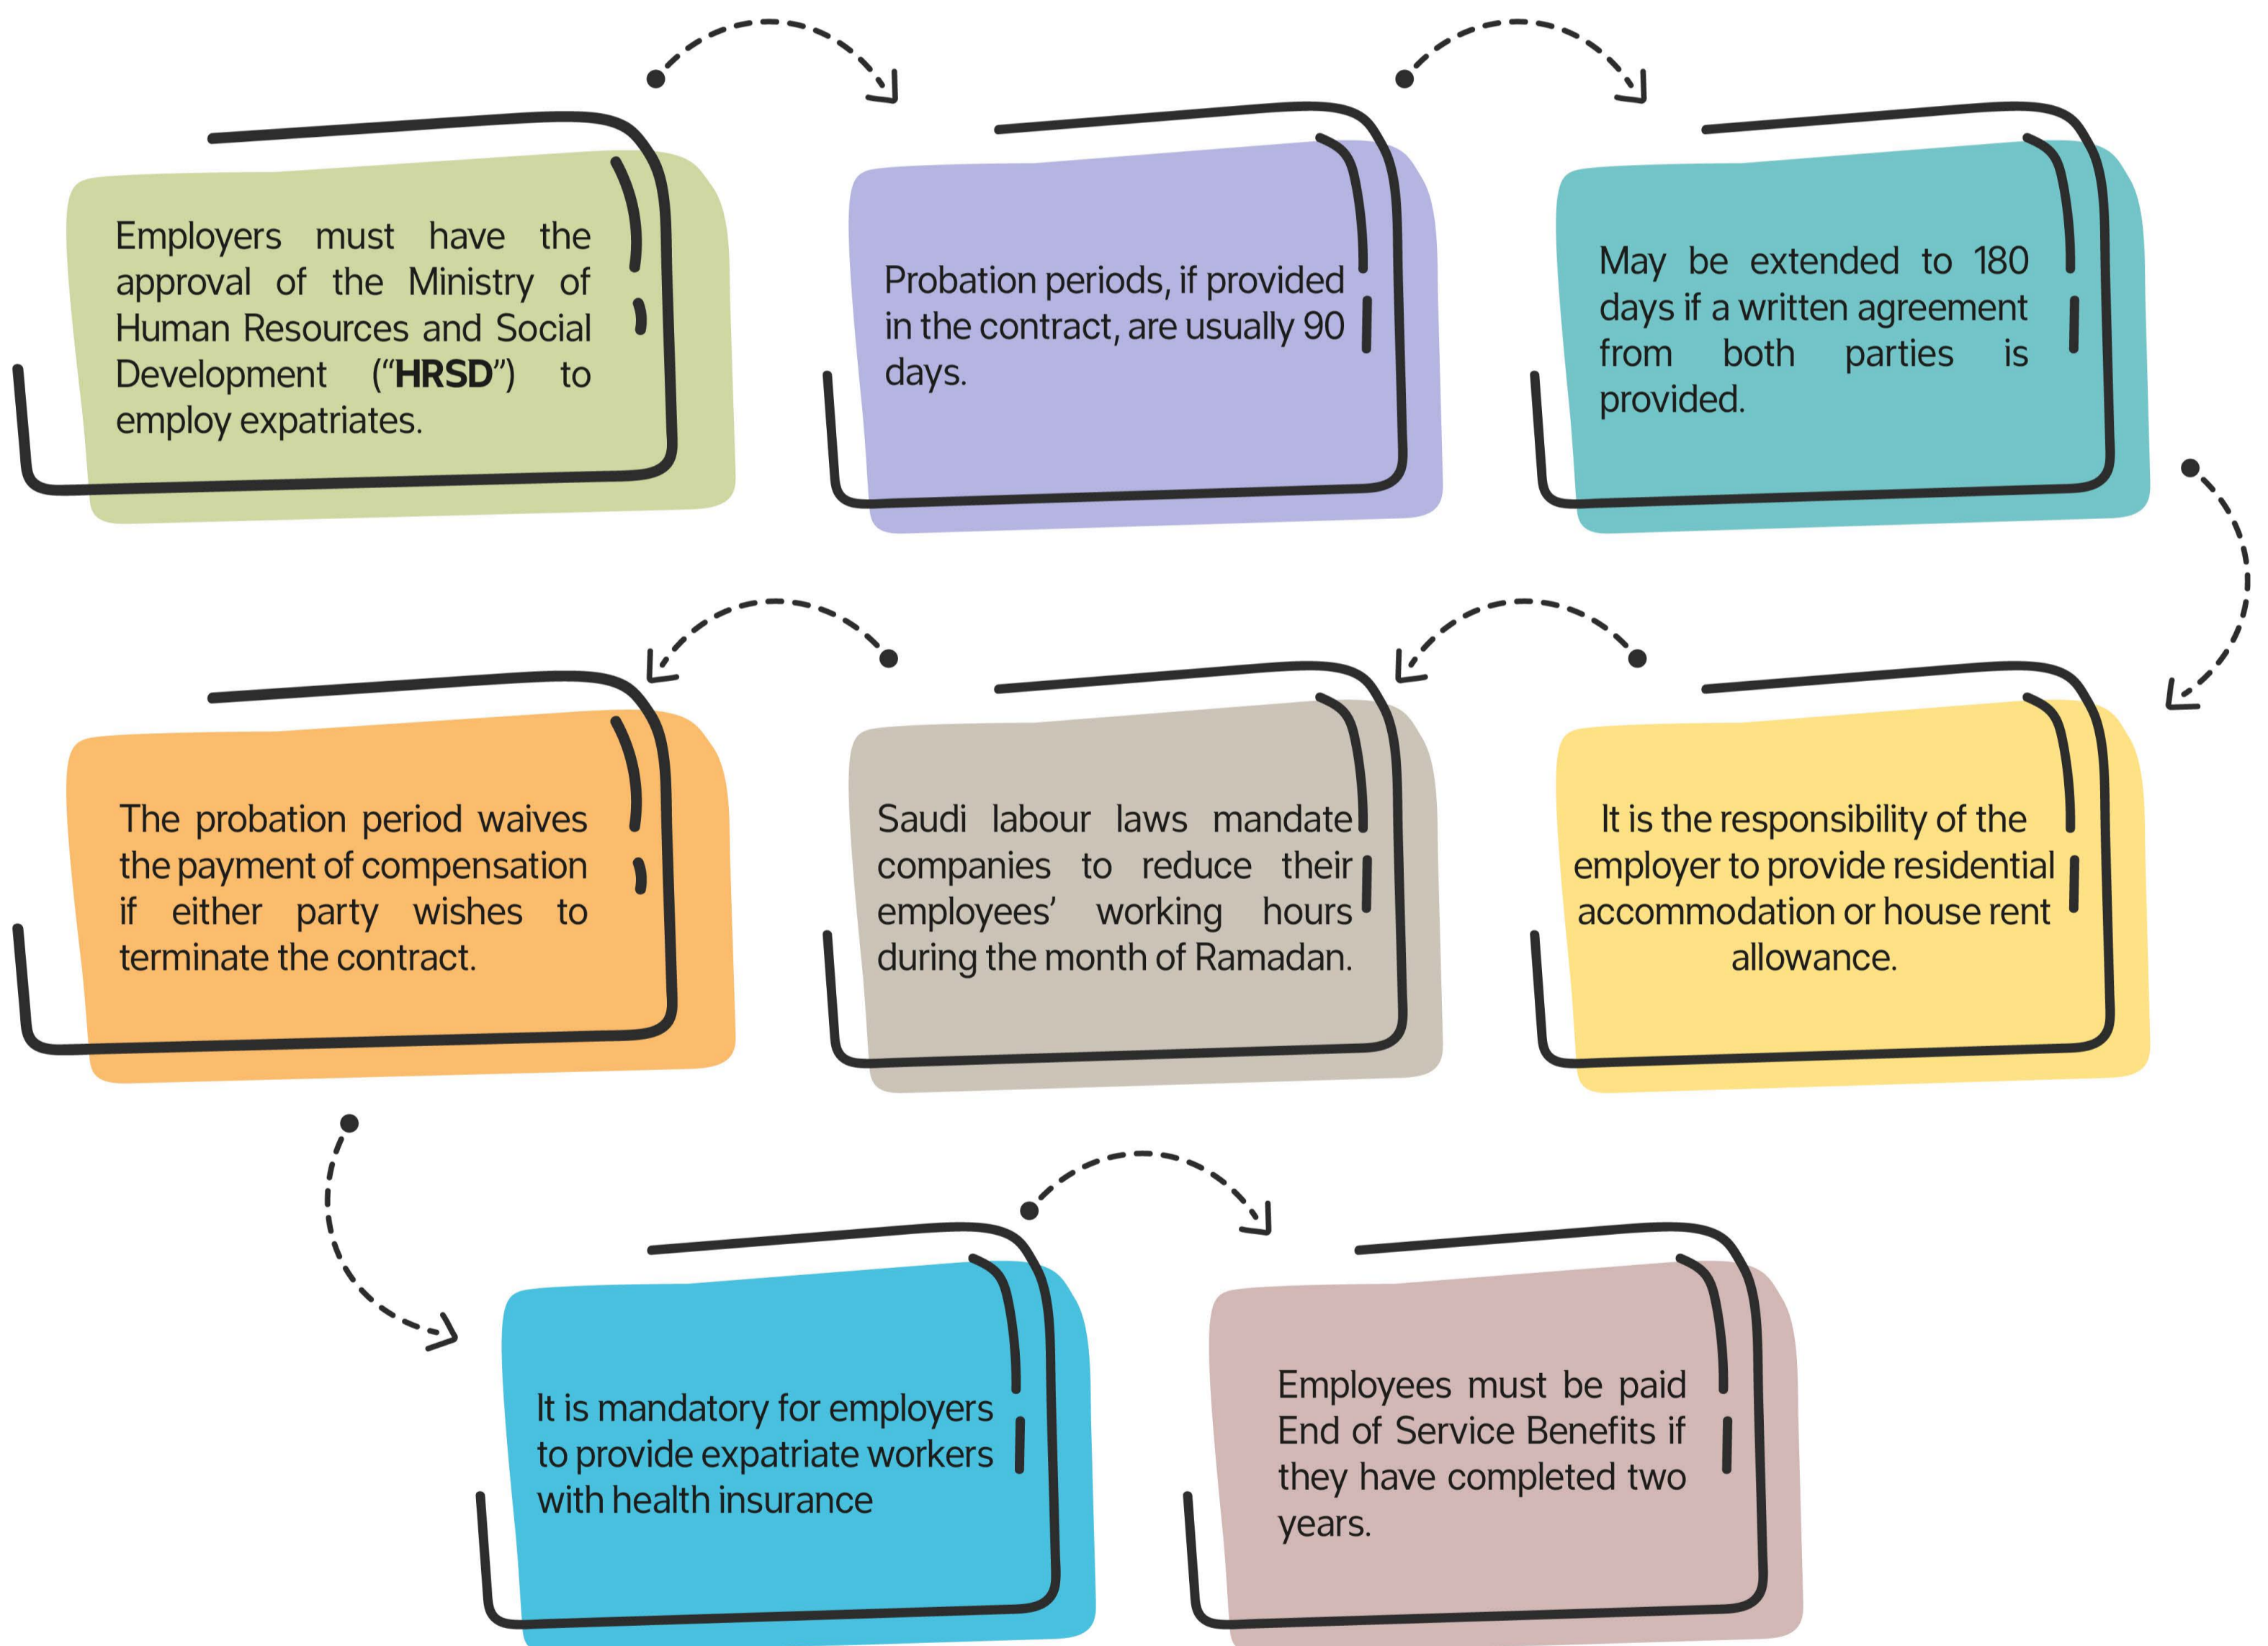 Employers must have the
approval of the Ministry of
Human Resources and Social
Development (“HRSD”) to
employ expatriates.
Probation periods, if provided
in the contract, are usually 90
days.
May be extended to 180
days if a written agreement
from both parties is
provided.
It is the responsibility of the
employer to provide residential
accommodation or house rent
allowance.
Saudi labour laws mandate
companies to reduce their
employees’ working hours
during the month of Ramadan.
The probation period waives
the payment of compensation
if either party wishes to
terminate the contract.
It is mandatory for employers
to provide expatriate workers
with health insurance
Employees must be paid
End of Service Benefits if
they have completed two
years.